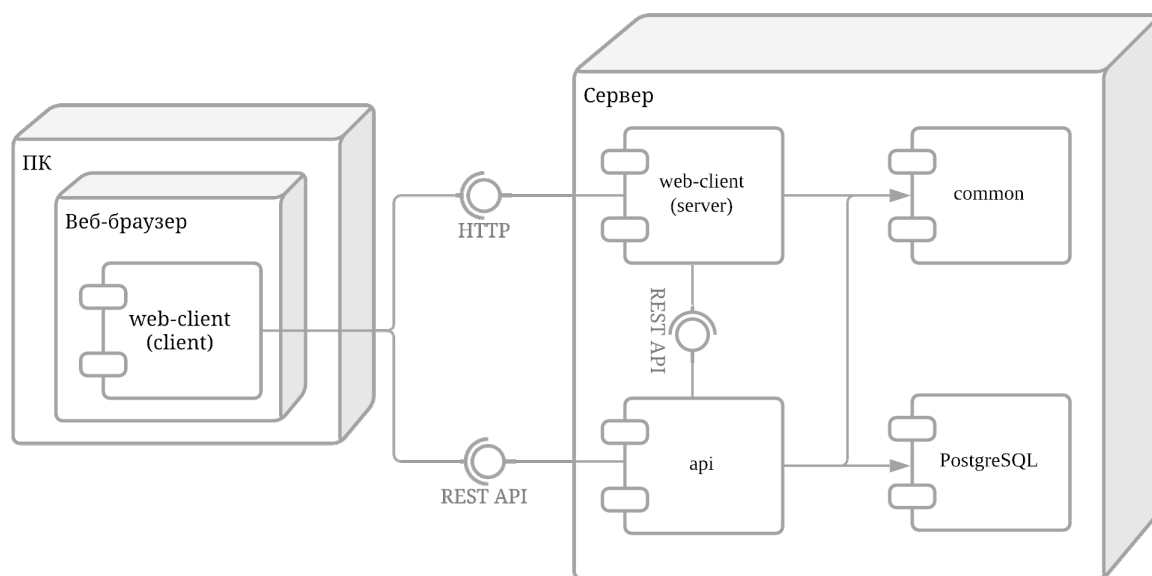 Сервер
ПК
Веб-браузер
web-client
(client)
HTTP
REST API
web-client
(server)
common
REST API
api
PostgreSQL